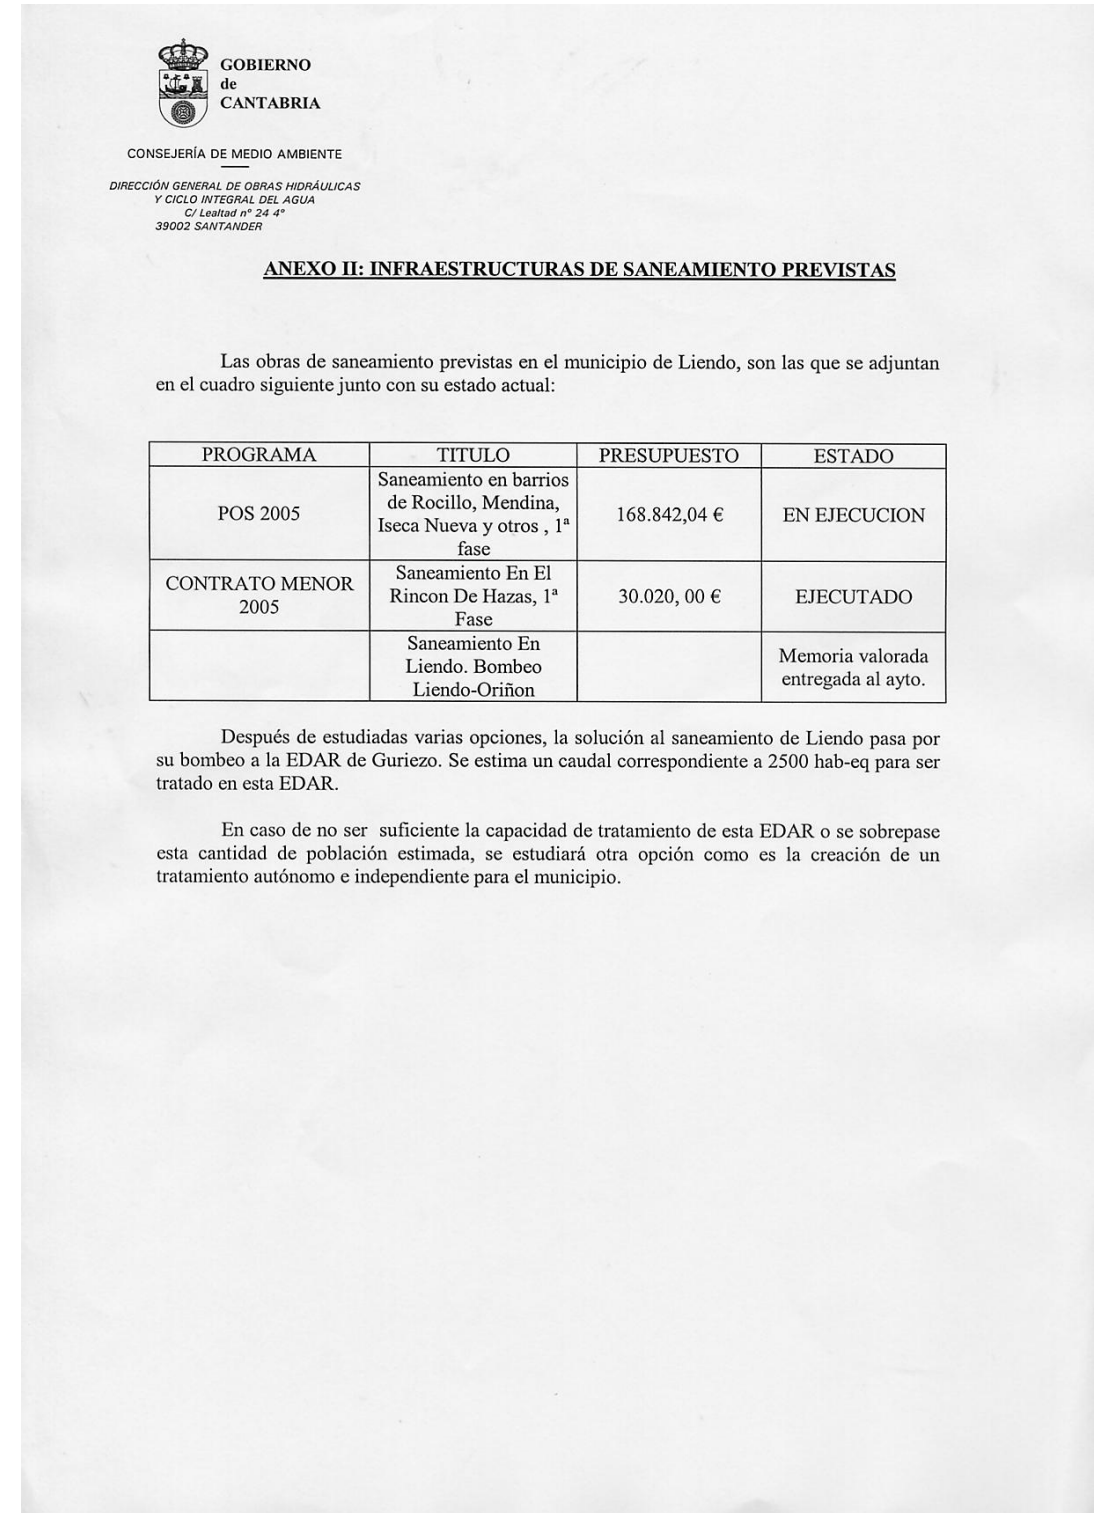 GOBIERNO
de
CANTABRIA
CONSEJERÍA DE MEDIO AMBIENTE
DIRECCIÓN GENERAL DE OBRAS HIDRÁULICAS
Y CICLO INTEGRAL DEL AGUA
C/ Lealtad nº 24 4º
39002 SANTANDER
ANEXO II: INFRAESTRUCTURAS DE SANEAMIENTO PREVISTAS
Las obras de saneamiento previstas en el municipio de Liendo, son las que se adjuntan
en el cuadro siguiente junto con su estado actual:
PROGRAMA TITULO PRESUPUESTO ESTADO
POS 2005
Saneamiento en barrios
de Rocillo, Mendina,
Iseca Nueva y otros , 1ª
fase
168.842,04 €
EN EJECUCION
CONTRATO MENOR
2005
Saneamiento En El
Rincon De Hazas, 1ª
Fase
30.020, 00 €
EJECUTADO
Saneamiento En
Liendo. Bombeo
Liendo-Oriñon
Memoria valorada
entregada al ayto.
Después de estudiadas varias opciones, la solución al saneamiento de Liendo pasa por
su bombeo a la EDAR de Guriezo. Se estima un caudal correspondiente a 2500 hab-eq para ser
tratado en esta EDAR.
En caso de no ser suficiente la capacidad de tratamiento de esta EDAR o se sobrepase
esta cantidad de población estimada, se estudiará otra opción como es la creación de un
tratamiento autónomo e independiente para el municipio.